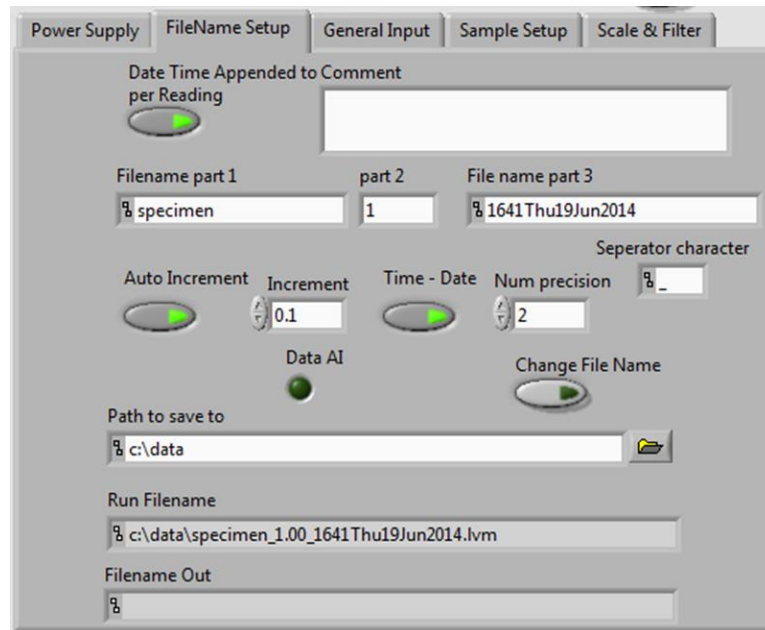 Power Supply FileName Setup General Input Sample Setup Scale & Filter
Date Time Appended to Comment
per Reading
Filename part 1 part 2 File name part 3
specimen 1 1641Thu19Jun2014
Seperator character
_
Auto Increment Increment Time - Date Num precision
0.1 2
Data AI Change File Name
Path to save to
c:\data
Run Filename
c:\data\specimen_1.00_1641Thu19Jun2014.lvm
Filename Out